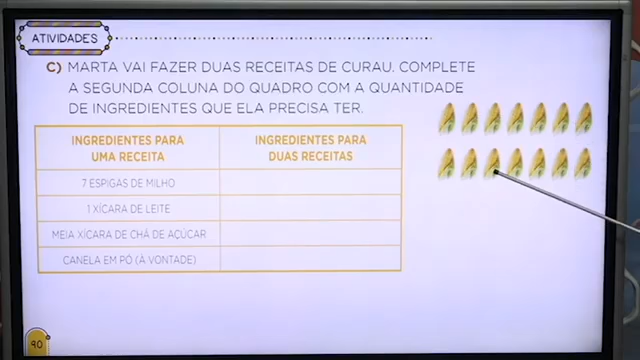 ATIVIDADES
C) MARTA VAI FAZER DUAS RECEITAS DE CURAU. COMPLETE
A SEGUNDA COLUNA DO QUADRO COM A QUANTIDADE
DE INGREDIENTES QUE ELA PRECISA TER.
INGREDIENTES PARA
UMA RECEITA
INGREDIENTES PARA
DUAS RECEITAS
7 ESPIGAS DE MILHO
1 XÍCARA DE LEITE
MEIA XÍCARA DE CHÁ DE AÇÚCAR
CANELA EM PÓ (À VONTADE)
90